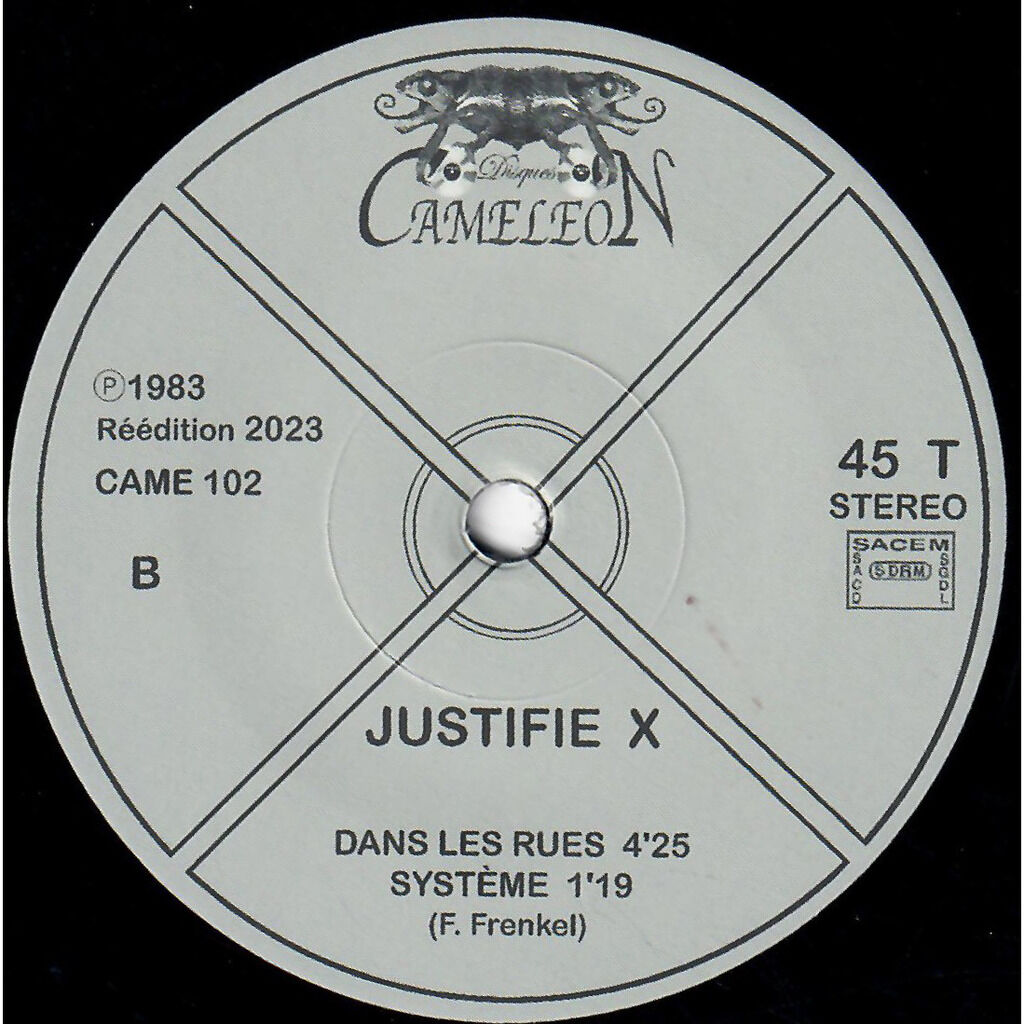 Disques
CAMELEON
℗1983
Réédition 2023
CAME 102
B
45 T
STEREO
SACEM
SACD
SDRM
SGDL
JUSTIFIE X
DANS LES RUES 4'25
SYSTÈME 1'19
(F. Frenkel)